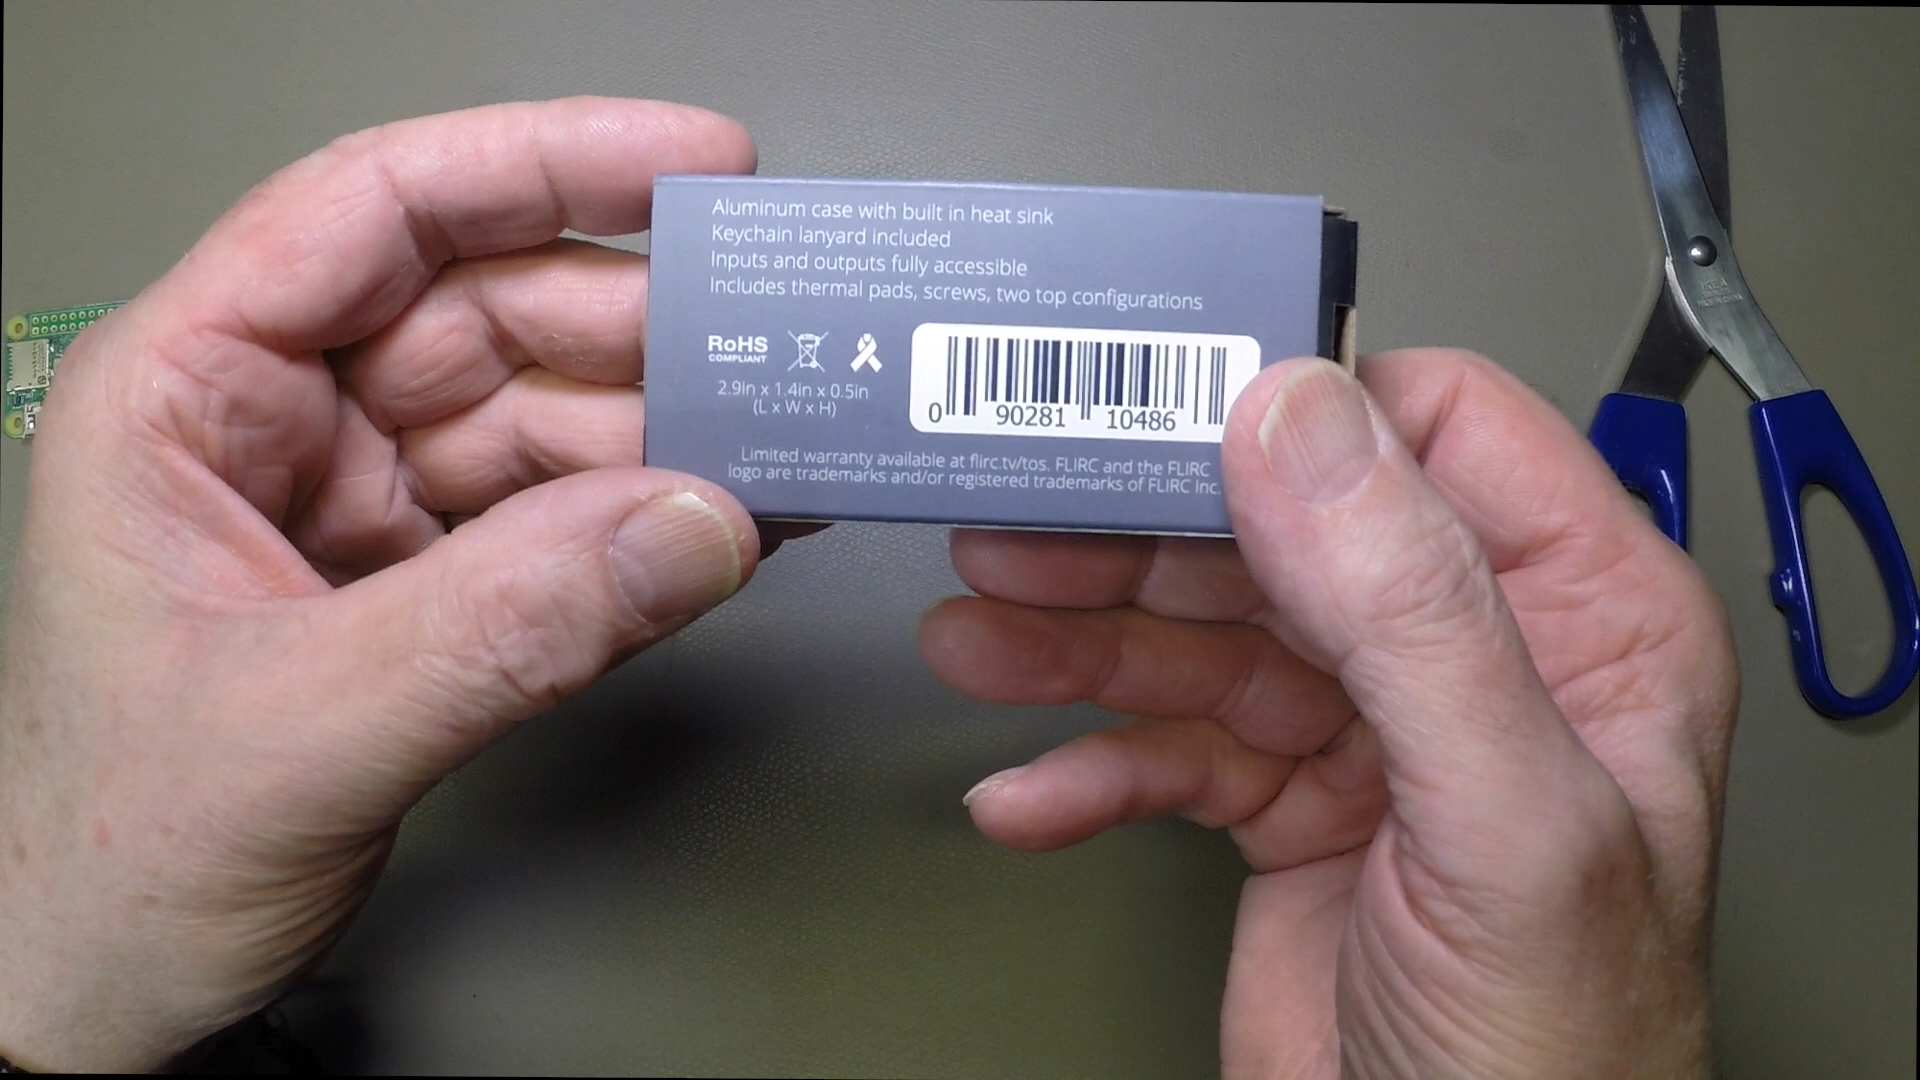 Aluminum case with built in heat sink
Keychain lanyard included
Inputs and outputs fully accessible
Includes thermal pads, screws, two top configurations
RoHS
COMPLIANT
2.9in x 1.4in x 0.5in
(L x W x H)
0 90281 10486
Limited warranty available at flirc.tv/tos. FLIRC and the FLIRC
logo are trademarks and/or registered trademarks of FLIRC Inc.
IKEA